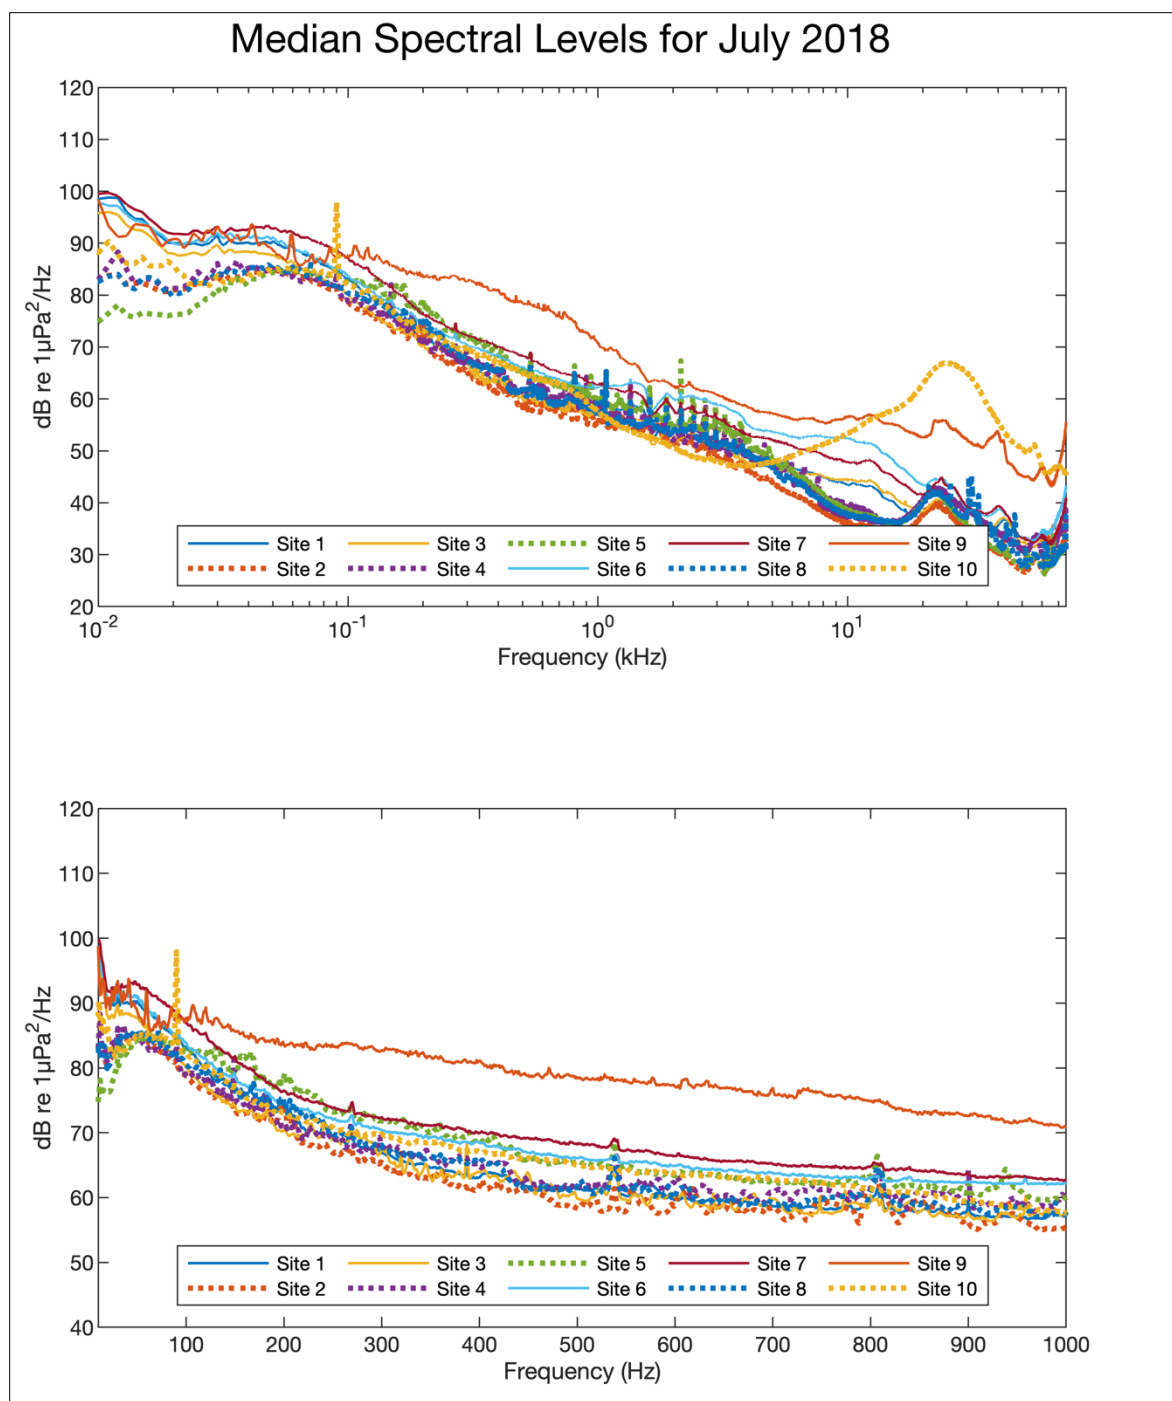 Median Spectral Levels for July 2018
120
110
100
90
80
70
60
50
40
30
20
dB re 1µPa²/Hz
Site 1 Site 3 Site 5 Site 7 Site 9
Site 2 Site 4 Site 6 Site 8 Site 10
10⁻² 10⁻¹ 10⁰ 10¹
Frequency (kHz)
120
110
100
90
80
70
60
50
40
dB re 1µPa²/Hz
Site 1 Site 3 Site 5 Site 7 Site 9
Site 2 Site 4 Site 6 Site 8 Site 10
100 200 300 400 500 600 700 800 900 1000
Frequency (Hz)